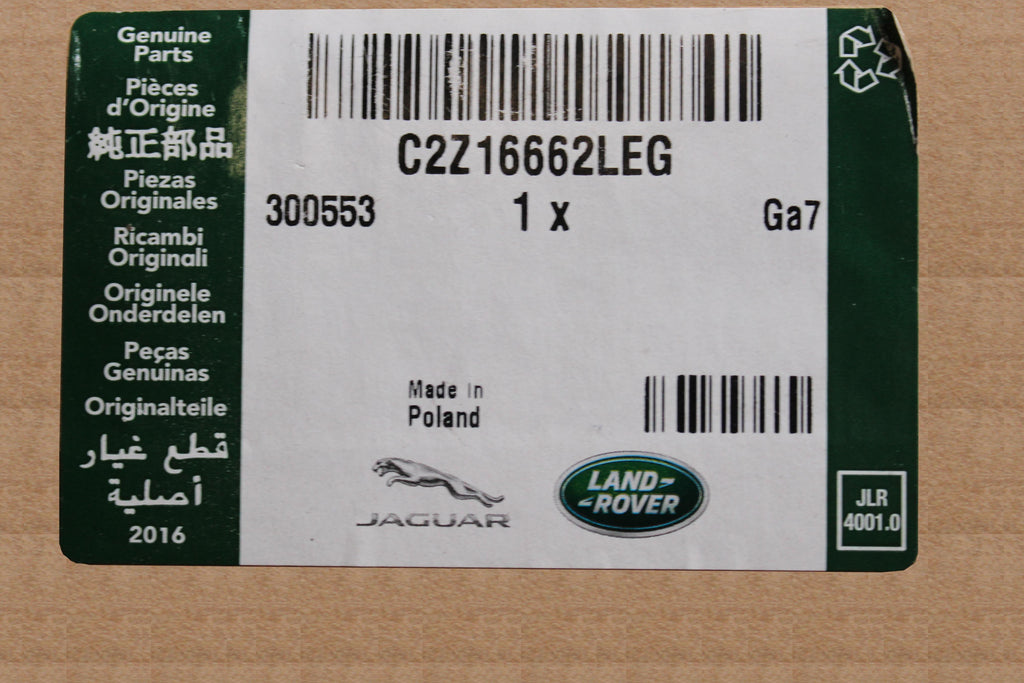 Genuine
Parts
Pièces
d'Origine
純正部品
Piezas
Originales
Ricambi
Originali
Originele
Onderdelen
Peças
Genuinas
Originalteile
قطع غيار
أصلية
2016
C2Z16662LEG
300553 1 x Ga7
Made in
Poland
JAGUAR
LAND-
-ROVER
JLR
4001.0